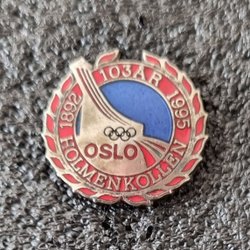 1892 103 ÅR 1995
OSLO
HOLMENKOLLEN